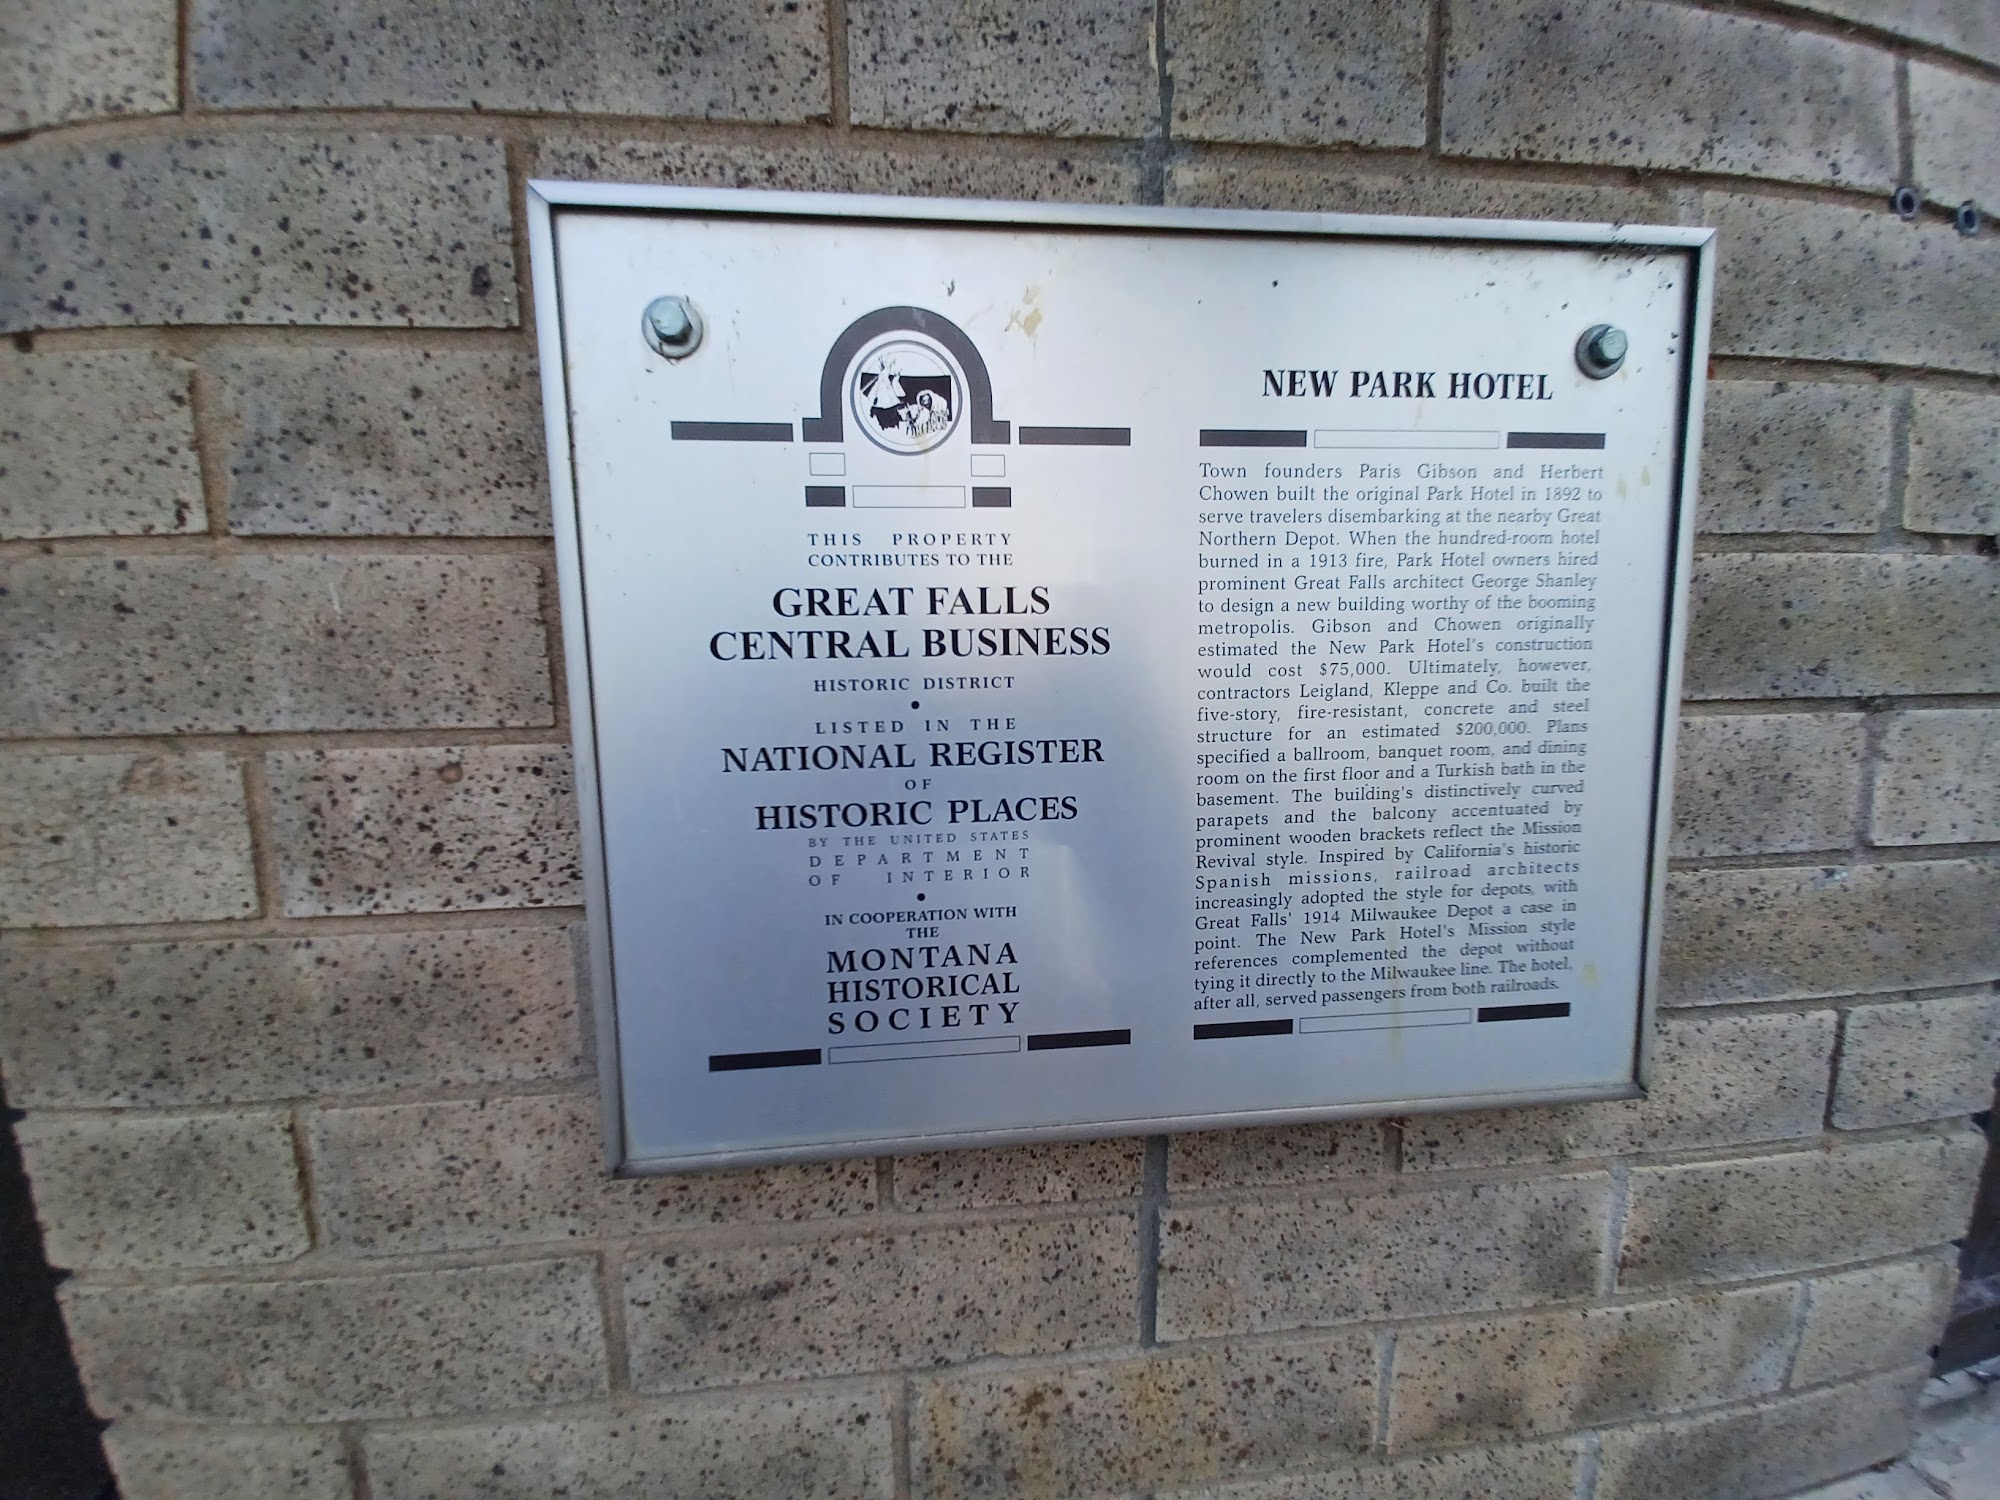 THIS PROPERTY
CONTRIBUTES TO THE
GREAT FALLS
CENTRAL BUSINESS
HISTORIC DISTRICT
•
LISTED IN THE
NATIONAL REGISTER
OF
HISTORIC PLACES
BY THE UNITED STATES
DEPARTMENT
OF INTERIOR
•
IN COOPERATION WITH
THE
MONTANA
HISTORICAL
SOCIETY
NEW PARK HOTEL
Town founders Paris Gibson and Herbert
Chowen built the original Park Hotel in 1892 to
serve travelers disembarking at the nearby Great
Northern Depot. When the hundred-room hotel
burned in a 1913 fire, Park Hotel owners hired
prominent Great Falls architect George Shanley
to design a new building worthy of the booming
metropolis. Gibson and Chowen originally
estimated the New Park Hotel's construction
would cost $75,000. Ultimately, however,
contractors Leigland, Kleppe and Co. built the
five-story, fire-resistant, concrete and steel
structure for an estimated $200,000. Plans
specified a ballroom, banquet room, and dining
room on the first floor and a Turkish bath in the
basement. The building's distinctively curved
parapets and the balcony accentuated by
prominent wooden brackets reflect the Mission
Revival style. Inspired by California's historic
Spanish missions, railroad architects
increasingly adopted the style for depots, with
Great Falls' 1914 Milwaukee Depot a case in
point. The New Park Hotel's Mission style
references complemented the depot without
tying it directly to the Milwaukee line. The hotel,
after all, served passengers from both railroads.